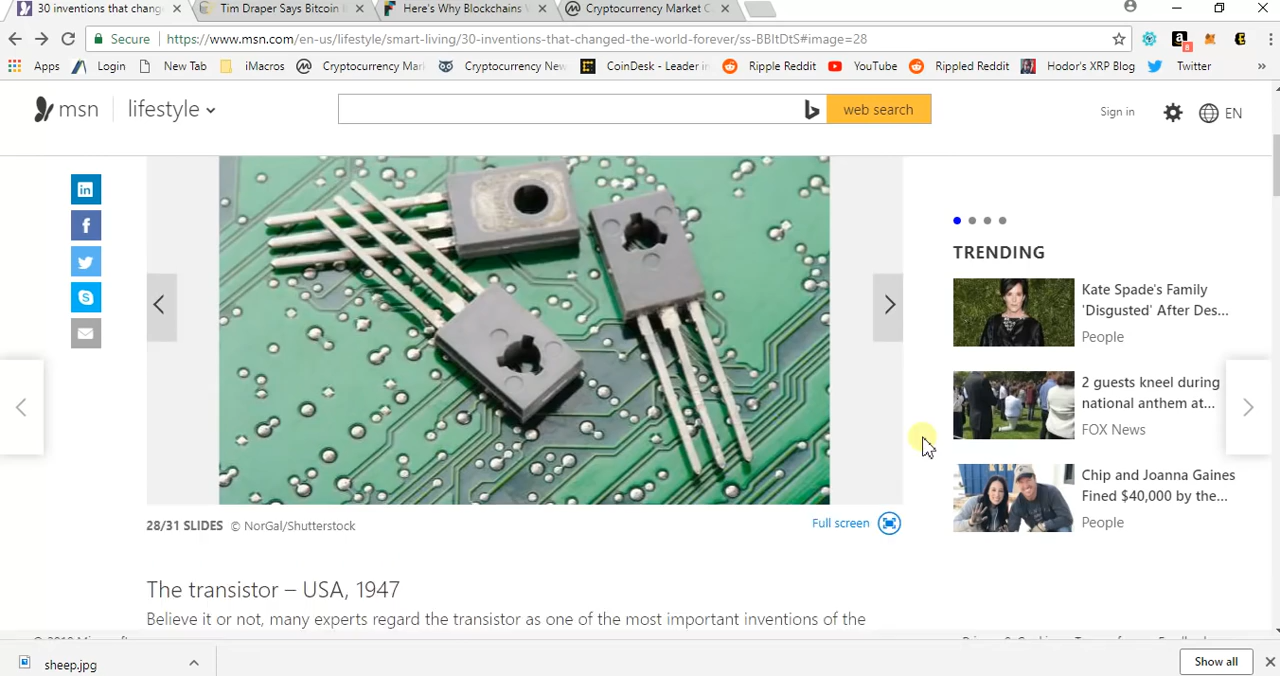 30 inventions that chang
Tim Draper Says Bitcoin
Here's Why Blockchains
Cryptocurrency Market C
Secure
https://www.msn.com/en-us/lifestyle/smart-living/30-inventions-that-changed-the-world-forever/ss-BBItDtS#image=28
8
Apps
Login
New Tab
iMacros
Cryptocurrency Mar
Cryptocurrency New
CoinDesk - Leader i
Ripple Reddit
YouTube
Rippled Reddit
Hodor's XRP Blog
Twitter
»
msn
lifestyle
web search
Sign in
EN
TRENDING
Kate Spade's Family
'Disgusted' After Des...
People
2 guests kneel during
national anthem at...
FOX News
Chip and Joanna Gaines
Fined $40,000 by the...
People
28/31 SLIDES © NorGal/Shutterstock
Full screen
The transistor – USA, 1947
Believe it or not, many experts regard the transistor as one of the most important inventions of the
sheep.jpg
Show all